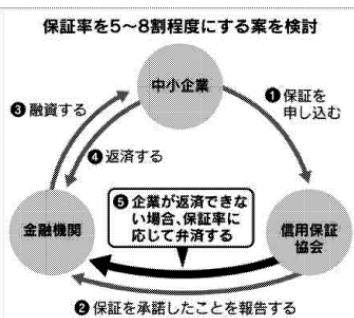 保証率を5～8割程度にする案を検討
中小企業
❶保証を
申し込む
❸融資する
❹返済する
❺企業が返済できな
い場合、保証率に
応じて弁済する
金融機関
信用保証
協会
❷保証を承諾したことを報告する